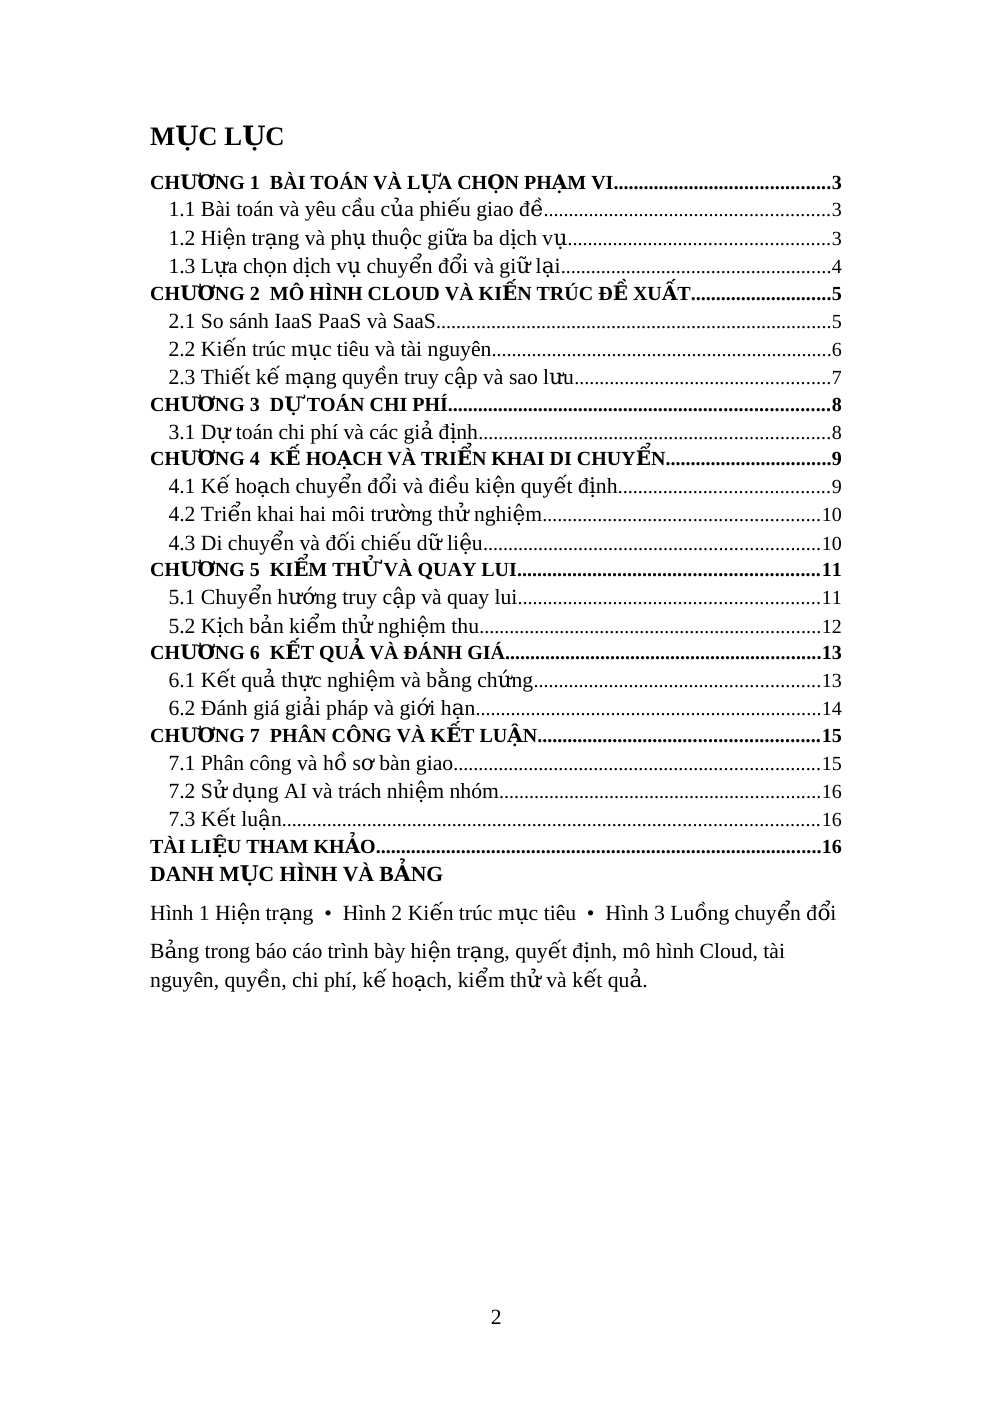 MỤC LỤC
CHƯƠNG 1  BÀI TOÁN VÀ LỰA CHỌN PHẠM VI............................................3
1.1 Bài toán và yêu cầu của phiếu giao đề.......................................................3
1.2 Hiện trạng và phụ thuộc giữa ba dịch vụ...................................................3
1.3 Lựa chọn dịch vụ chuyển đổi và giữ lại....................................................4
CHƯƠNG 2  MÔ HÌNH CLOUD VÀ KIẾN TRÚC ĐỀ XUẤT............................5
2.1 So sánh IaaS PaaS và SaaS............................................................................5
2.2 Kiến trúc mục tiêu và tài nguyên.................................................................6
2.3 Thiết kế mạng quyền truy cập và sao lưu.................................................7
CHƯƠNG 3  DỰ TOÁN CHI PHÍ.............................................................................8
3.1 Dự toán chi phí và các giả định....................................................................8
CHƯƠNG 4  KẾ HOẠCH VÀ TRIỂN KHAI DI CHUYỂN.................................9
4.1 Kế hoạch chuyển đổi và điều kiện quyết định.........................................9
4.2 Triển khai hai môi trường thử nghiệm.....................................................10
4.3 Di chuyển và đối chiếu dữ liệu.................................................................10
CHƯƠNG 5  KIỂM THỬ VÀ QUAY LUI.............................................................11
5.1 Chuyển hướng truy cập và quay lui..........................................................11
5.2 Kịch bản kiểm thử nghiệm thu.................................................................12
CHƯƠNG 6  KẾT QUẢ VÀ ĐÁNH GIÁ...............................................................13
6.1 Kết quả thực nghiệm và bằng chứng.......................................................13
6.2 Đánh giá giải pháp và giới hạn..................................................................14
CHƯƠNG 7  PHÂN CÔNG VÀ KẾT LUẬN.........................................................15
7.1 Phân công và hồ sơ bàn giao......................................................................15
7.2 Sử dụng AI và trách nhiệm nhóm..............................................................16
7.3 Kết luận.......................................................................................................16
TÀI LIỆU THAM KHẢO.........................................................................................16
DANH MỤC HÌNH VÀ BẢNG
Hình 1 Hiện trạng • Hình 2 Kiến trúc mục tiêu • Hình 3 Luồng chuyển đổi
Bảng trong báo cáo trình bày hiện trạng, quyết định, mô hình Cloud, tài
nguyên, quyền, chi phí, kế hoạch, kiểm thử và kết quả.
2